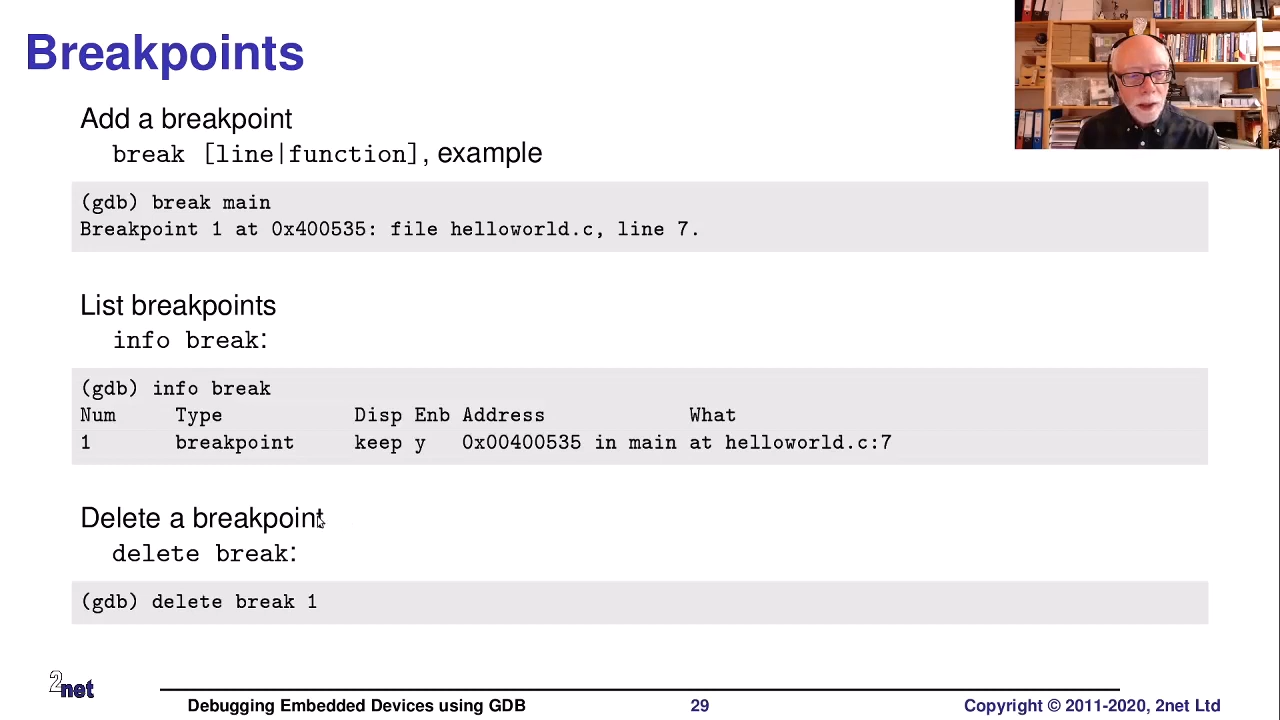 Breakpoints
Add a breakpoint
break [line|function], example
(gdb) break main
Breakpoint 1 at 0x400535: file helloworld.c, line 7.
List breakpoints
info break:
(gdb) info break
Num Type Disp Enb Address What
1 breakpoint keep y 0x00400535 in main at helloworld.c:7
Delete a breakpoint
delete break:
(gdb) delete break 1
2net
Debugging Embedded Devices using GDB 29 Copyright © 2011-2020, 2net Ltd